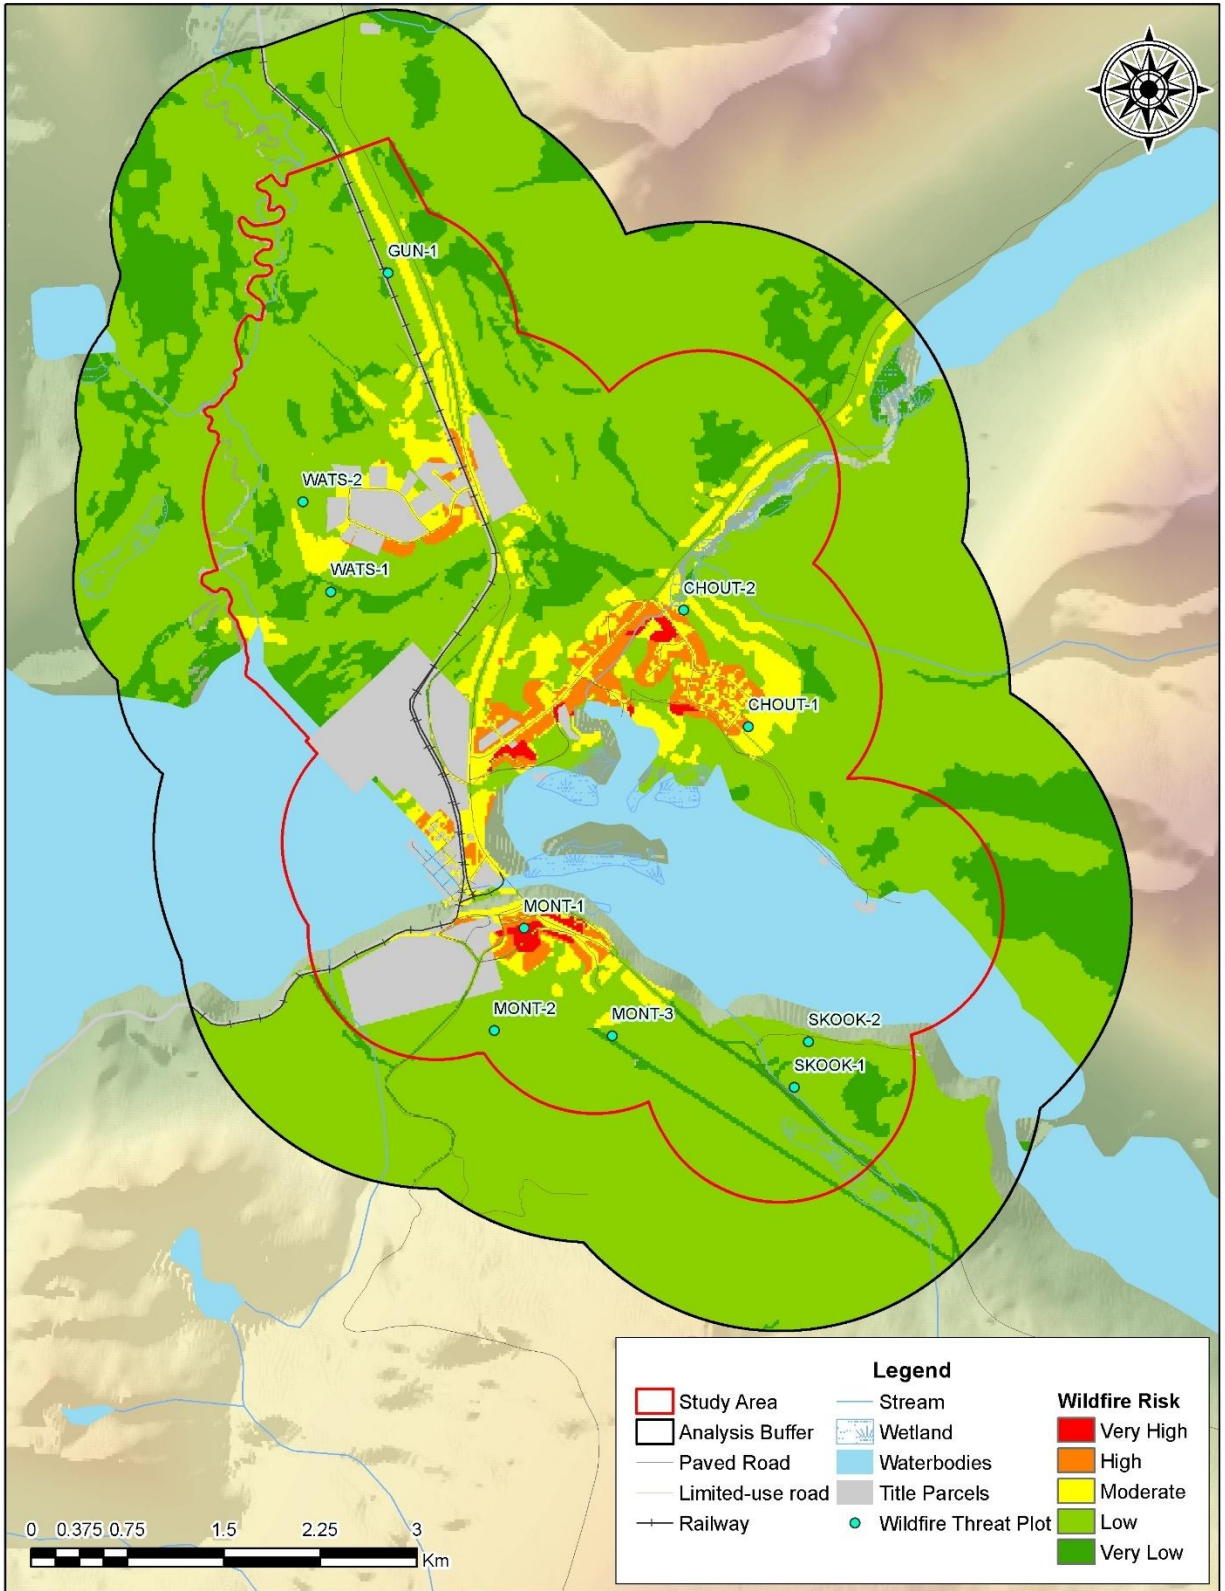 GUN-1
WATS-2
WATS-1
CHOUT-2
CHOUT-1
MONT-1
MONT-2
MONT-3
SKOOK-2
SKOOK-1
Legend
Study Area
Analysis Buffer
Paved Road
Limited-use road
Railway
Stream
Wetland
Waterbodies
Title Parcels
Wildfire Threat Plot
Wildfire Risk
Very High
High
Moderate
Low
Very Low
0 0.375 0.75 1.5 2.25 3
Km